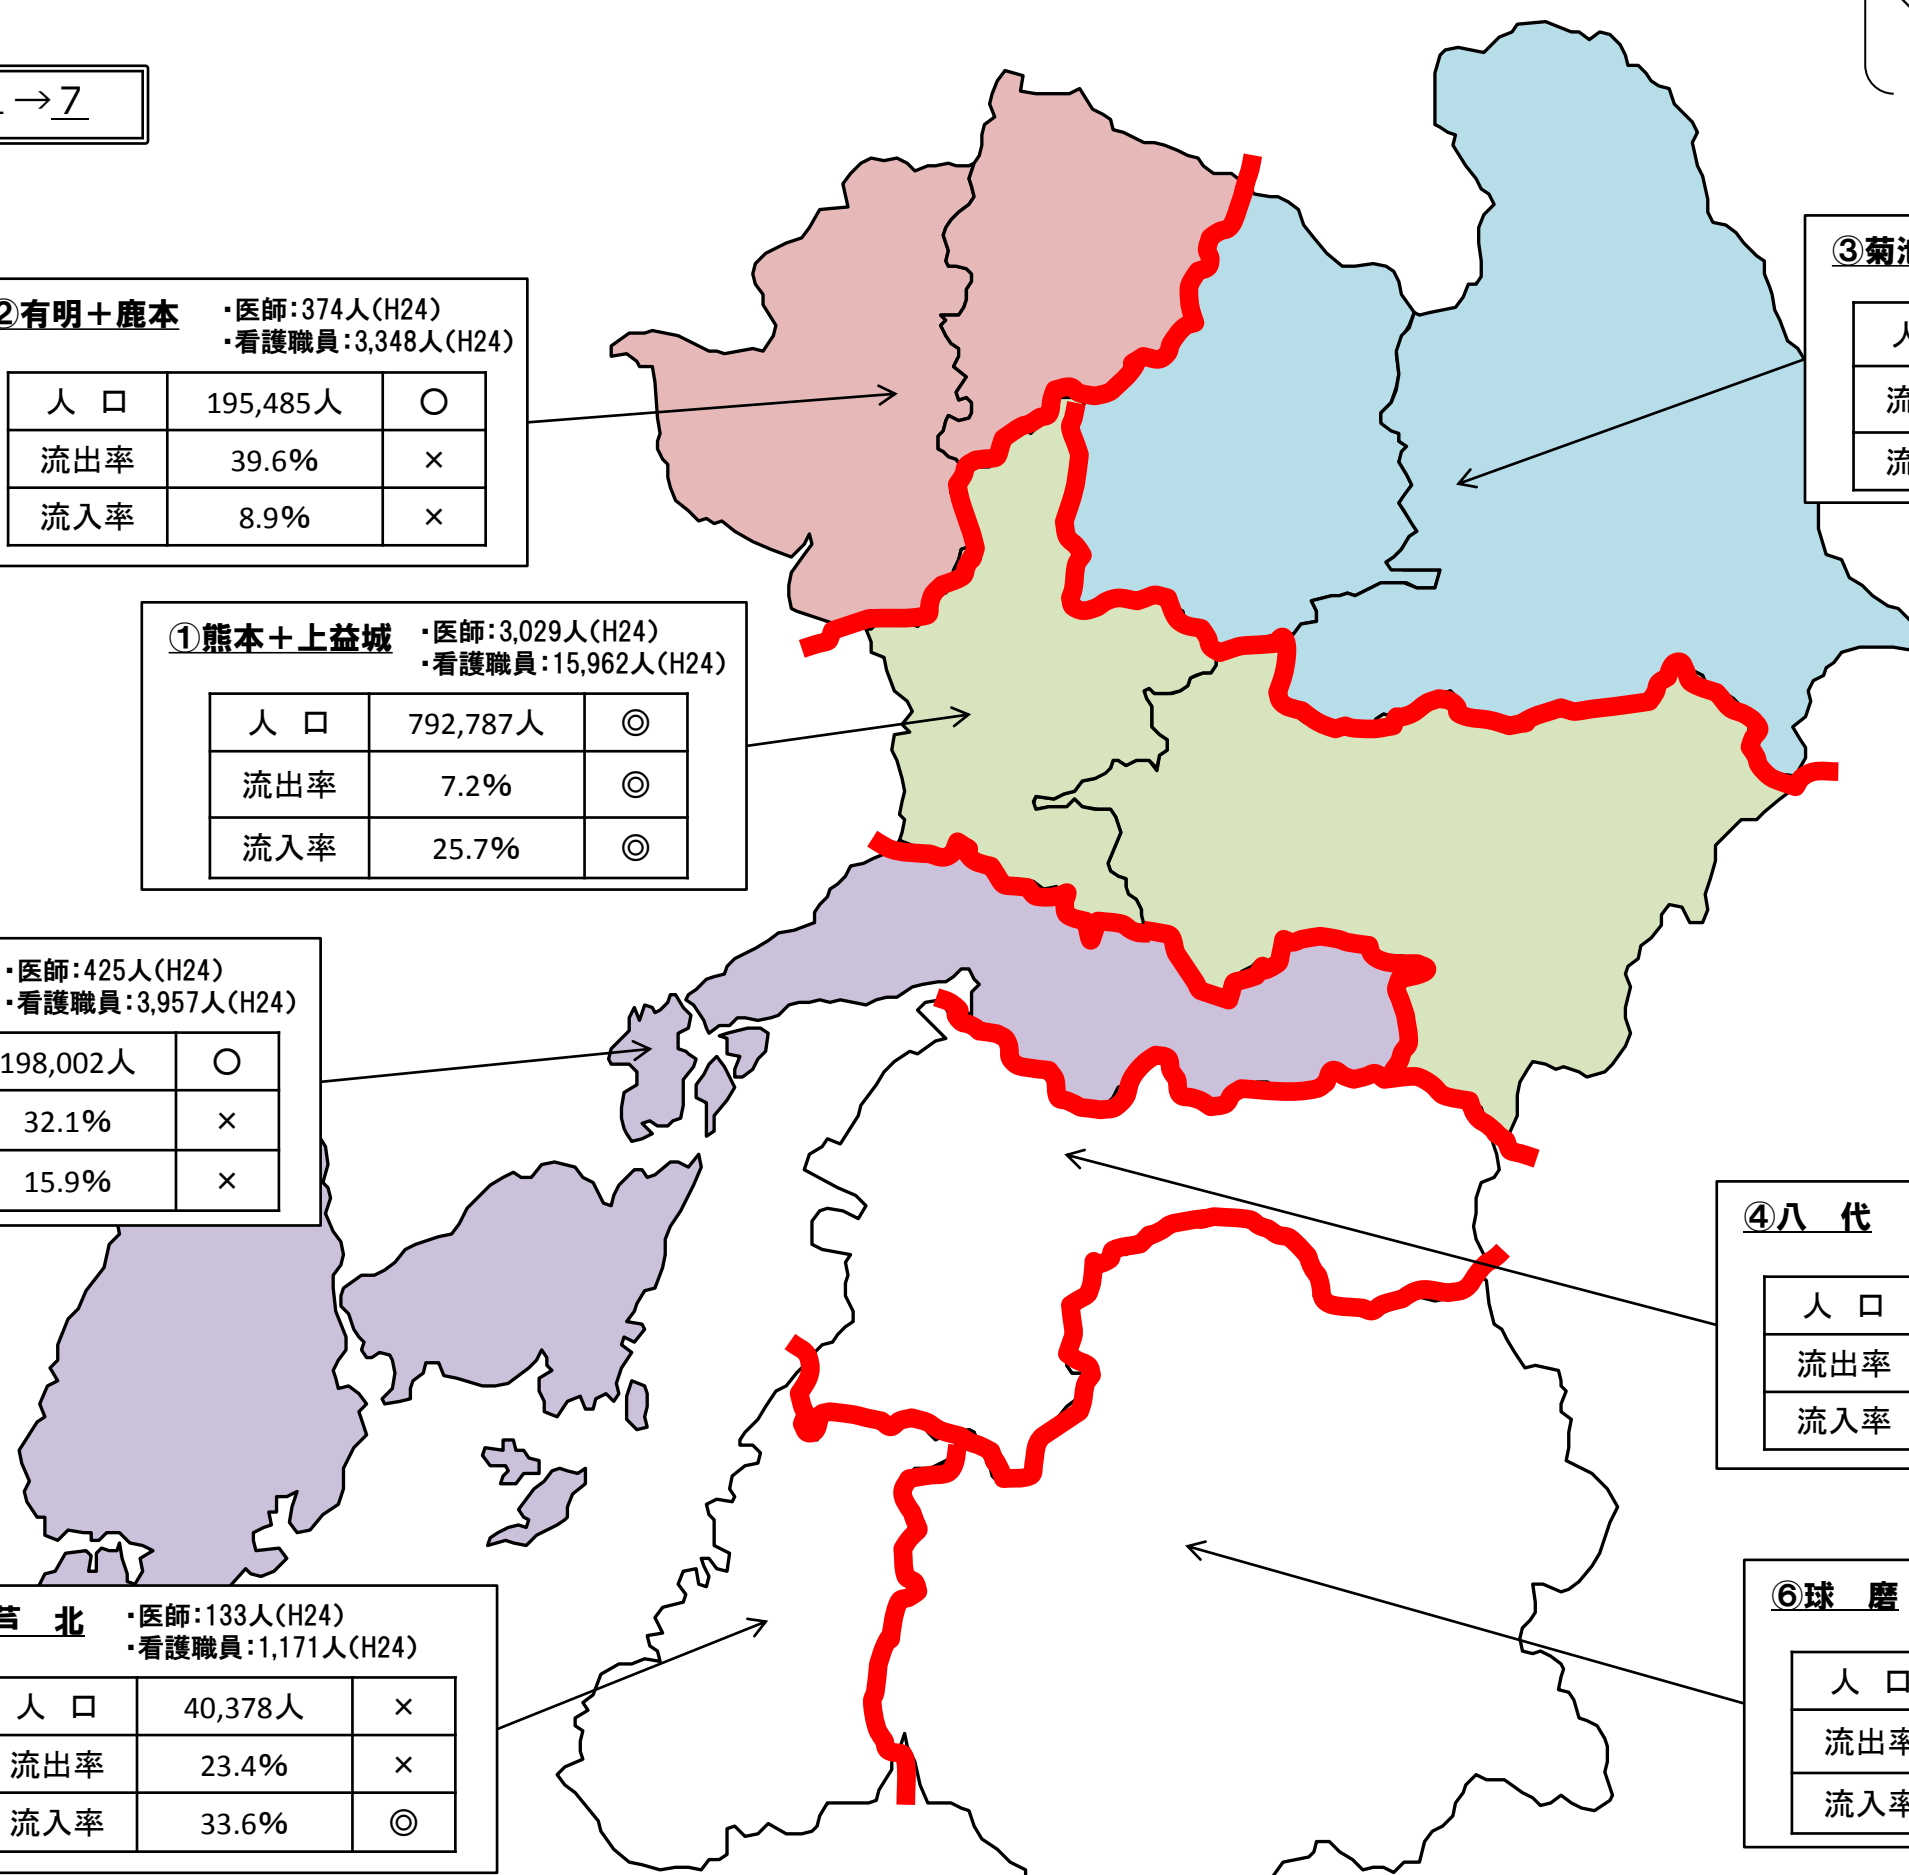 →7
②有明＋鹿本
・医師：374人（H24）
・看護職員：3,348人（H24）
人 口 195,485人 ○
流出率 39.6% ×
流入率 8.9% ×
①熊本＋上益城
・医師：3,029人（H24）
・看護職員：15,962人（H24）
人 口 792,787人 ◎
流出率 7.2% ◎
流入率 25.7% ◎
③菊池
人
流
流
・医師：425人（H24）
・看護職員：3,957人（H24）
198,002人 ○
32.1% ×
15.9% ×
④八 代
人 口
流出率
流入率
芦 北
・医師：133人（H24）
・看護職員：1,171人（H24）
人 口 40,378人 ×
流出率 23.4% ×
流入率 33.6% ◎
⑥球 磨
人 口
流出率
流入率